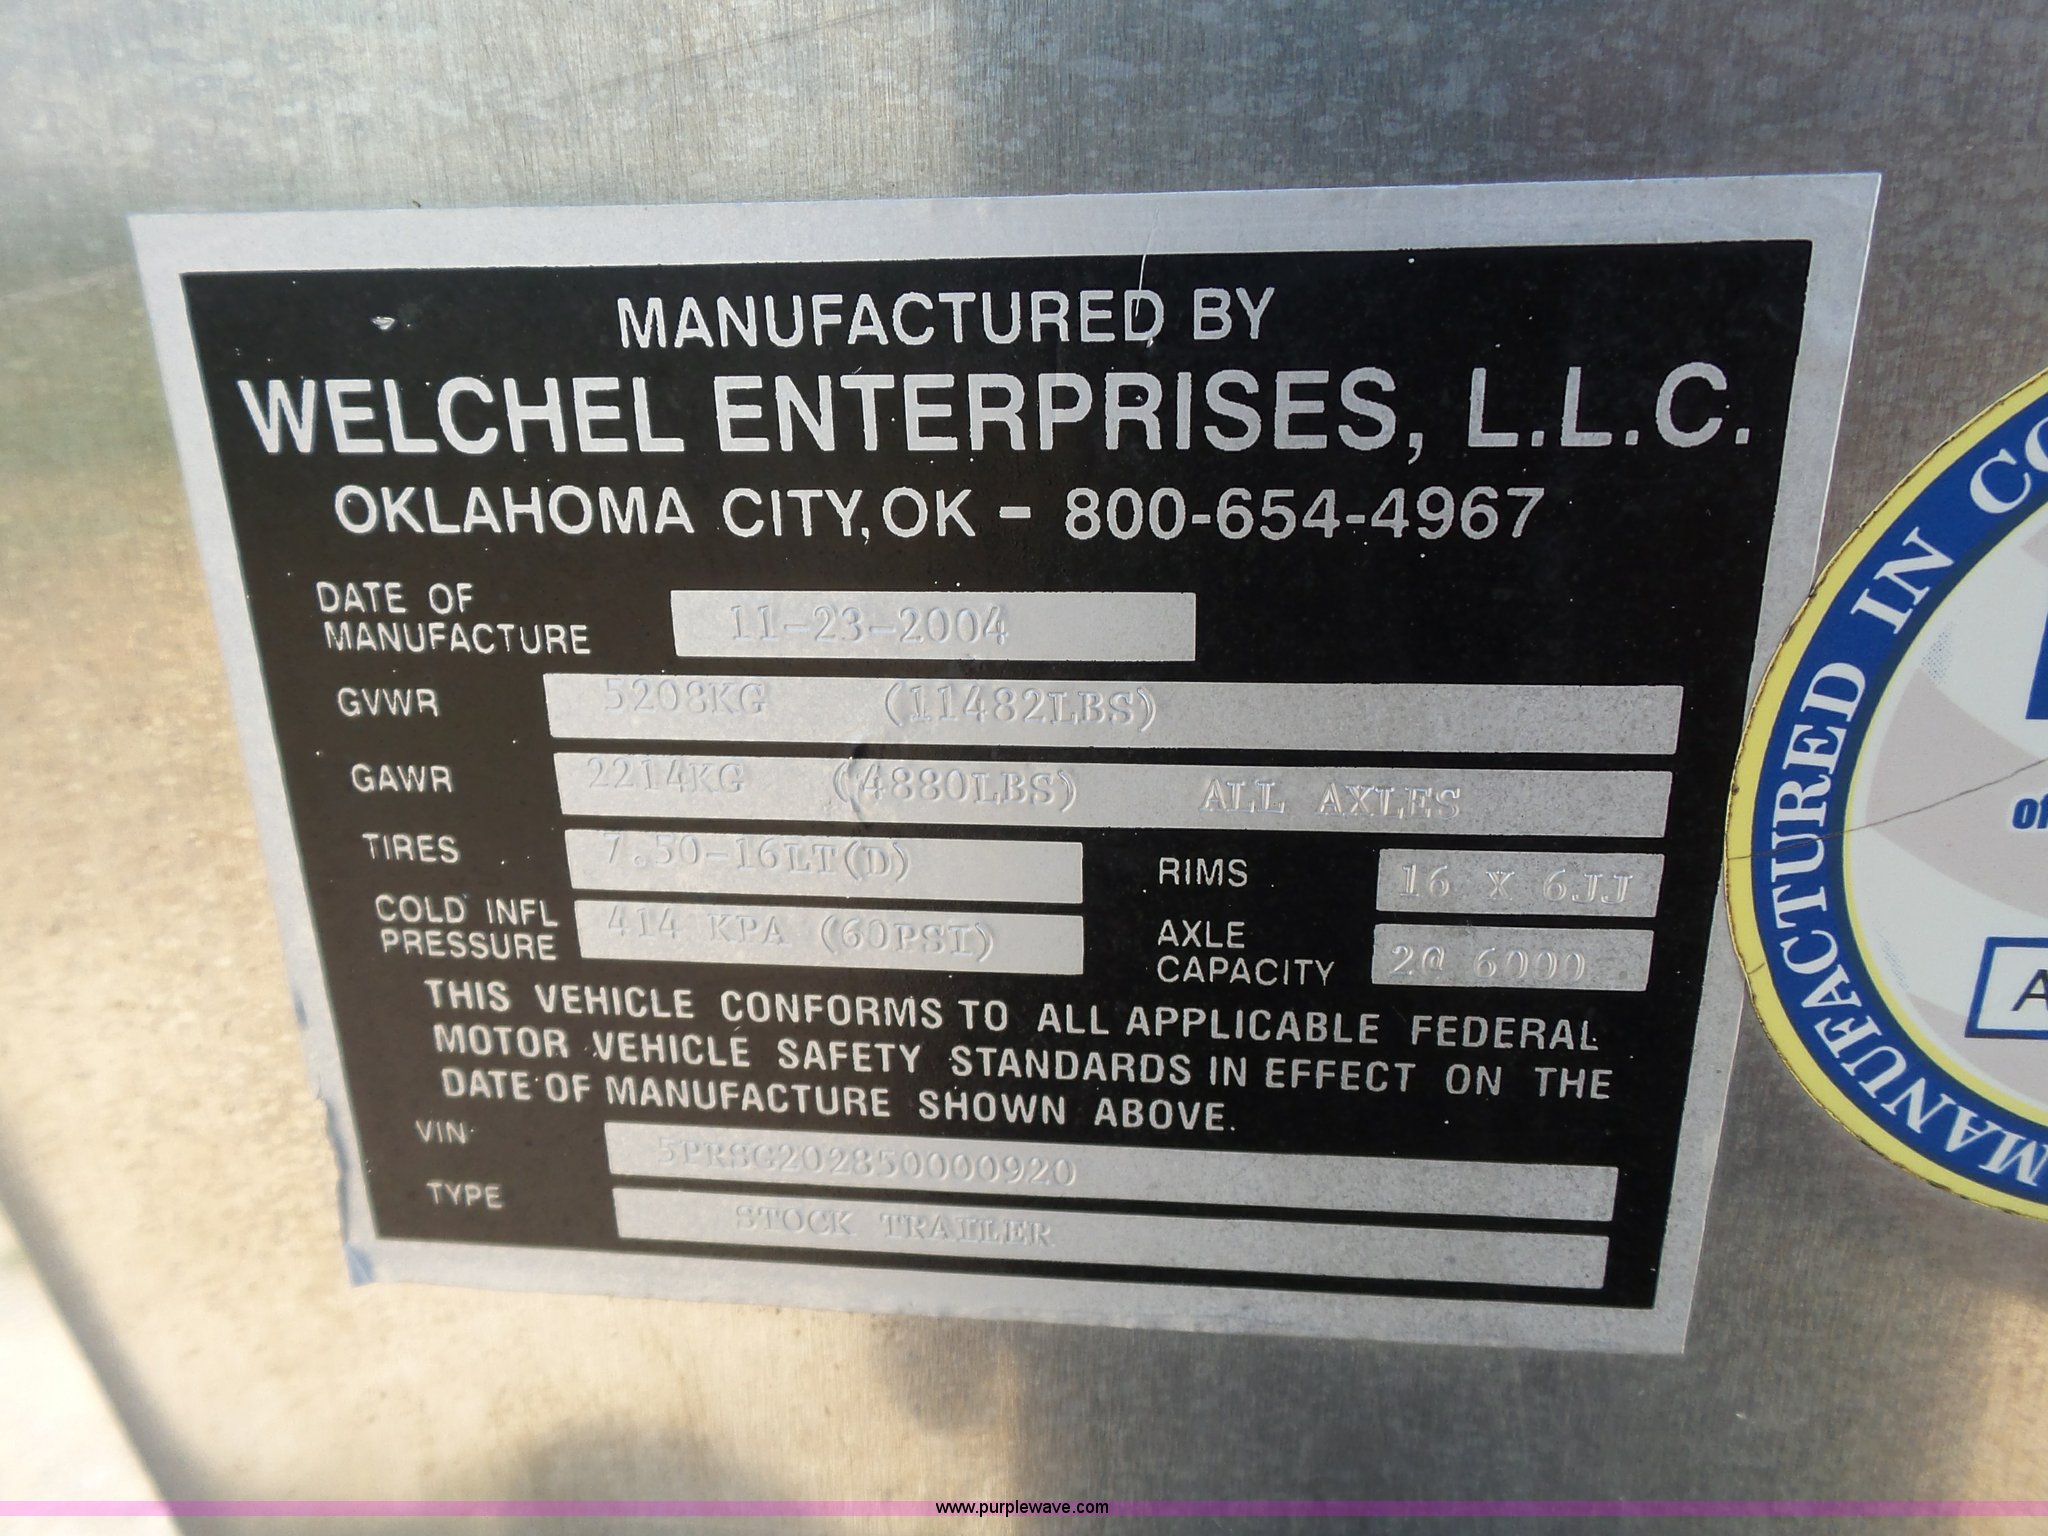 MANUFACTURED BY
WELCHEL ENTERPRISES, L.L.C.
OKLAHOMA CITY, OK - 800-654-4967
DATE OF MANUFACTURE 11-23-2004
GVWR 5208KG (11482LBS)
GAWR 2214KG (4880LBS) ALL AXLES
TIRES 7.50-16LT(D) RIMS 16 X 6JJ
COLD INFL PRESSURE 414 KPA (60PSI) AXLE CAPACITY 2@ 6000
THIS VEHICLE CONFORMS TO ALL APPLICABLE FEDERAL
MOTOR VEHICLE SAFETY STANDARDS IN EFFECT ON THE
DATE OF MANUFACTURE SHOWN ABOVE.
VIN 5PRSG202850000920
TYPE STOCK TRAILER
MANUFACTURED IN
www.purplewave.com